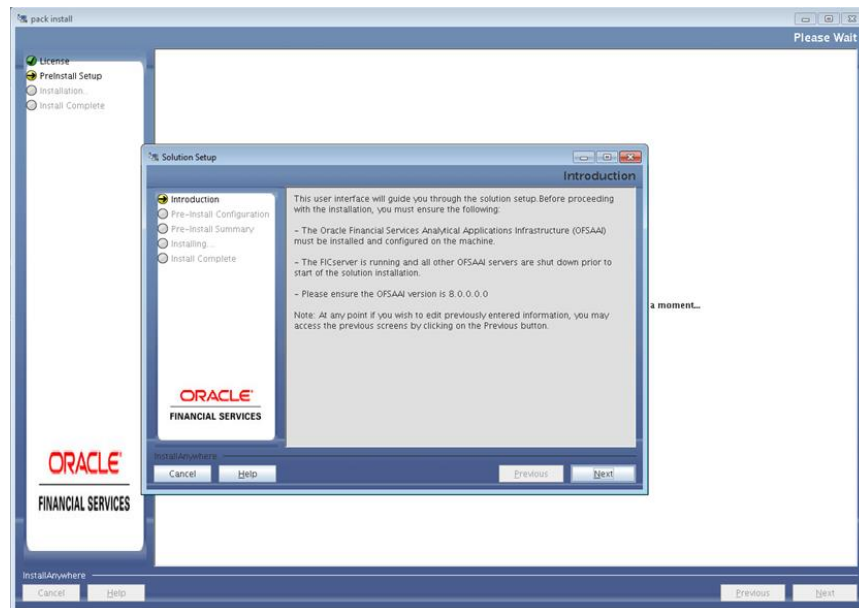 pack install
Please Wait
License
PreInstall Setup
Installation...
Install Complete
Solution Setup
Introduction
Introduction
Pre-Install Configuration
Pre-Install Summary
Installing...
Install Complete
This user interface will guide you through the solution setup.Before proceeding
with the installation, you must ensure the following:
- The Oracle Financial Services Analytical Applications Infrastructure (OFSAAI)
must be installed and configured on the machine.
- The FICserver is running and all other OFSAAI servers are shut down prior to
start of the solution installation.
- Please ensure the OFSAAI version is 8.0.0.0.0
Note: At any point if you wish to edit previously entered information, you may
access the previous screens by clicking on the Previous button.
a moment...
ORACLE
FINANCIAL SERVICES
InstallAnywhere
Cancel
Help
Previous
Next
ORACLE
FINANCIAL SERVICES
InstallAnywhere
Cancel
Help
Previous
Next